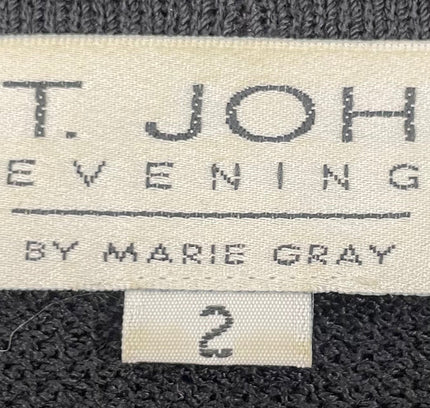 T. JOH
EVENING
BY MARIE GRAY
2